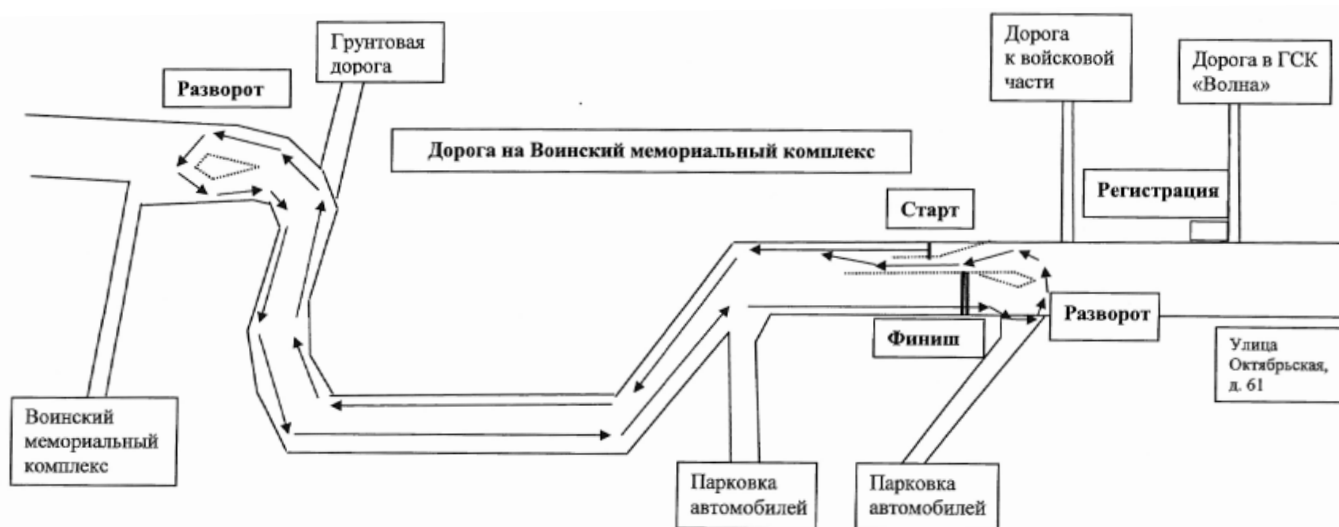 Грунтовая
дорога
Дорога
к войсковой
части
Дорога в ГСК
«Волна»
Разворот
Дорога на Воинский мемориальный комплекс
Регистрация
Старт
Финиш
Разворот
Улица
Октябрьская,
д. 61
Воинский
мемориальный
комплекс
Парковка
автомобилей
Парковка
автомобилей